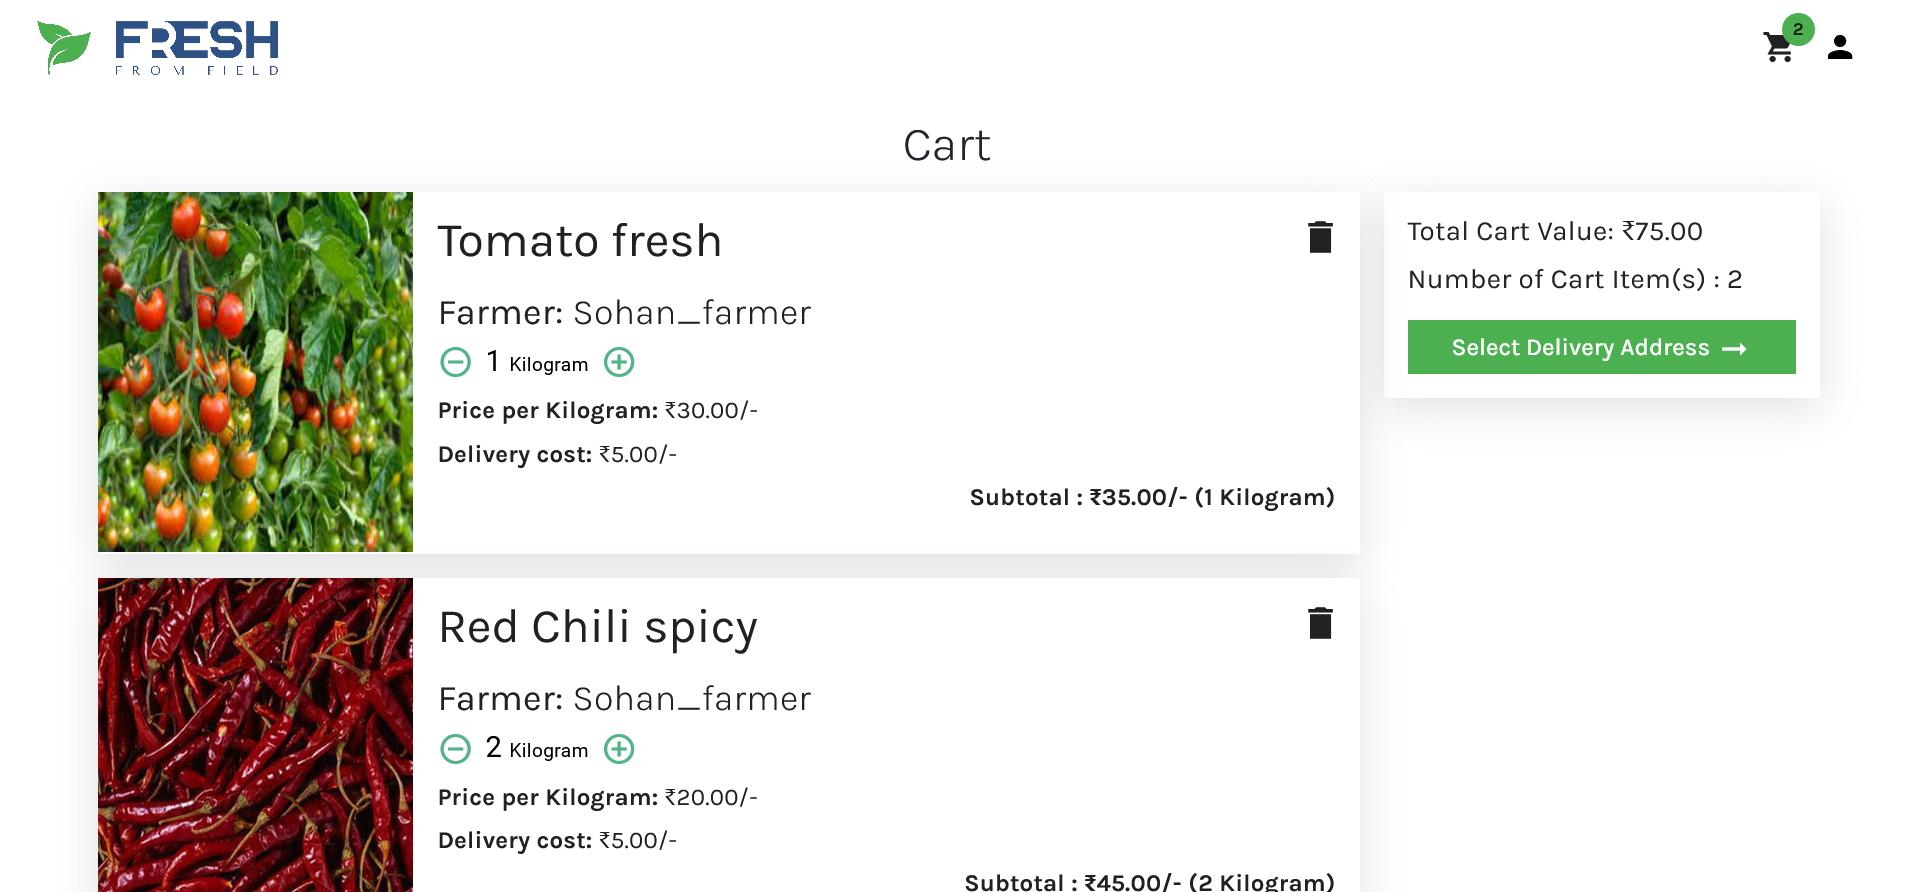 FRESH
FROM FIELD
2
Cart
Tomato fresh
Farmer: Sohan_farmer
1 Kilogram
Price per Kilogram: ₹30.00/-
Delivery cost: ₹5.00/-
Subtotal : ₹35.00/- (1 Kilogram)
Red Chili spicy
Farmer: Sohan_farmer
2 Kilogram
Price per Kilogram: ₹20.00/-
Delivery cost: ₹5.00/-
Subtotal : ₹45.00/- (2 Kilogram)
Total Cart Value: ₹75.00
Number of Cart Item(s) : 2
Select Delivery Address